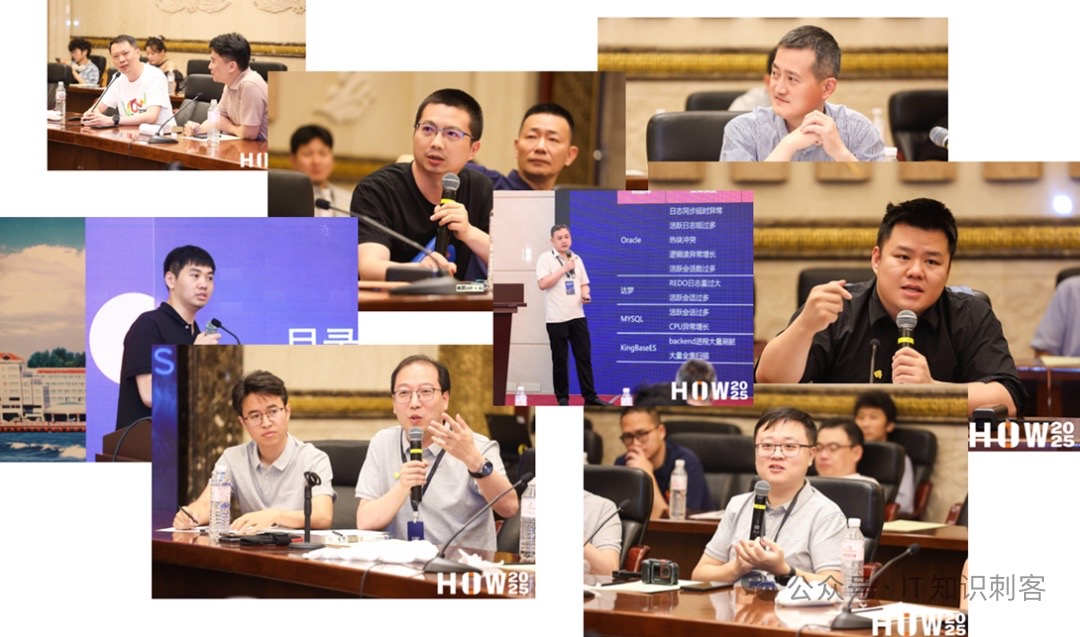 HO
日志同步延时异常
活跃日志组过多
Oracle
热块冲突
逻辑读异常增长
活跃会话数过多
达梦
REDO日志量过大
活跃会话过多
MYSQL
活跃会话过多
CPU异常增长
KingBaseES
backend进程大量刷脏
大量全表扫描
HOW2025
目录
S
HOW2025
HOW2025
公众号·IT知识刺客
HOW2025